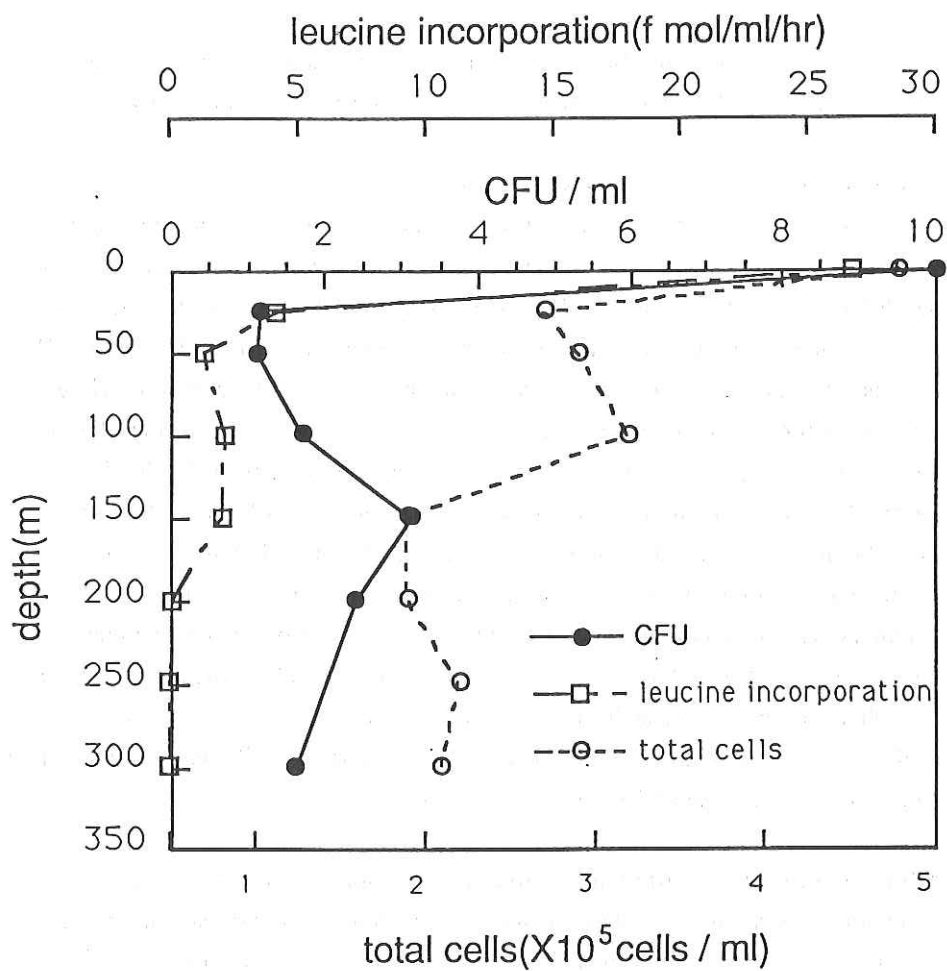 leucine incorporation(f mol/ml/hr)
0 5 10 15 20 25 30
CFU / ml
0 2 4 6 8 10
0
50
100
150
200
250
300
350
depth(m)
CFU
leucine incorporation
total cells
1 2 3 4 5
total cells(X10⁵cells / ml)